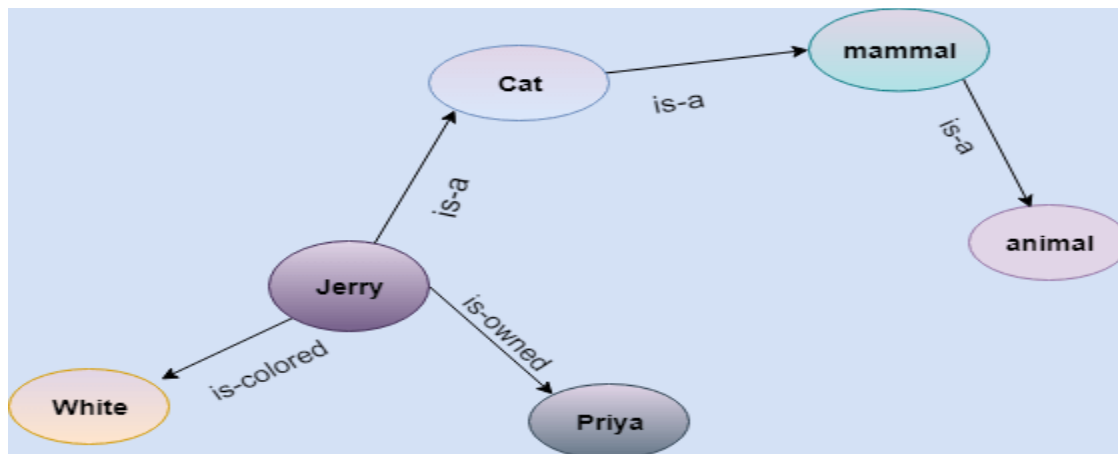 mammal
Cat
is-a
is-a
is-a
animal
Jerry
is-owned
is-colored
White
Priya